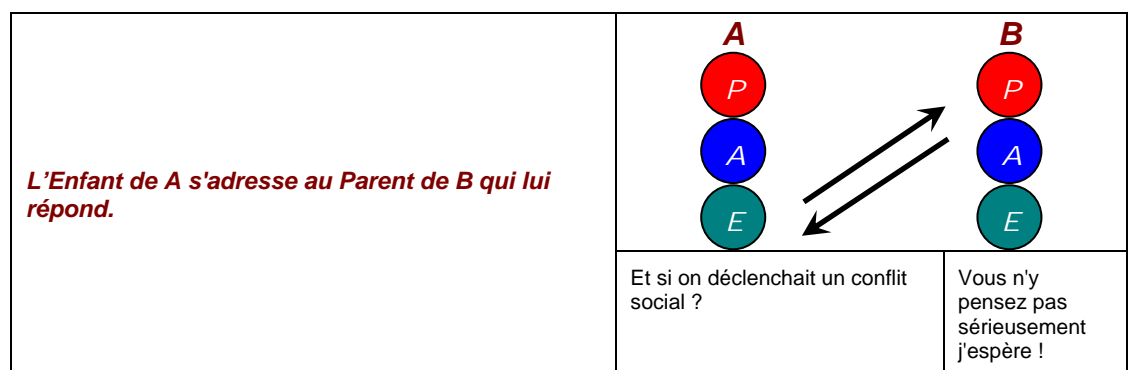 L'Enfant de A s'adresse au Parent de B qui lui
répond.
A
B
P
P
A
A
E
E
Et si on déclenchait un conflit
social ?
Vous n'y
pensez pas
sérieusement
j'espère !